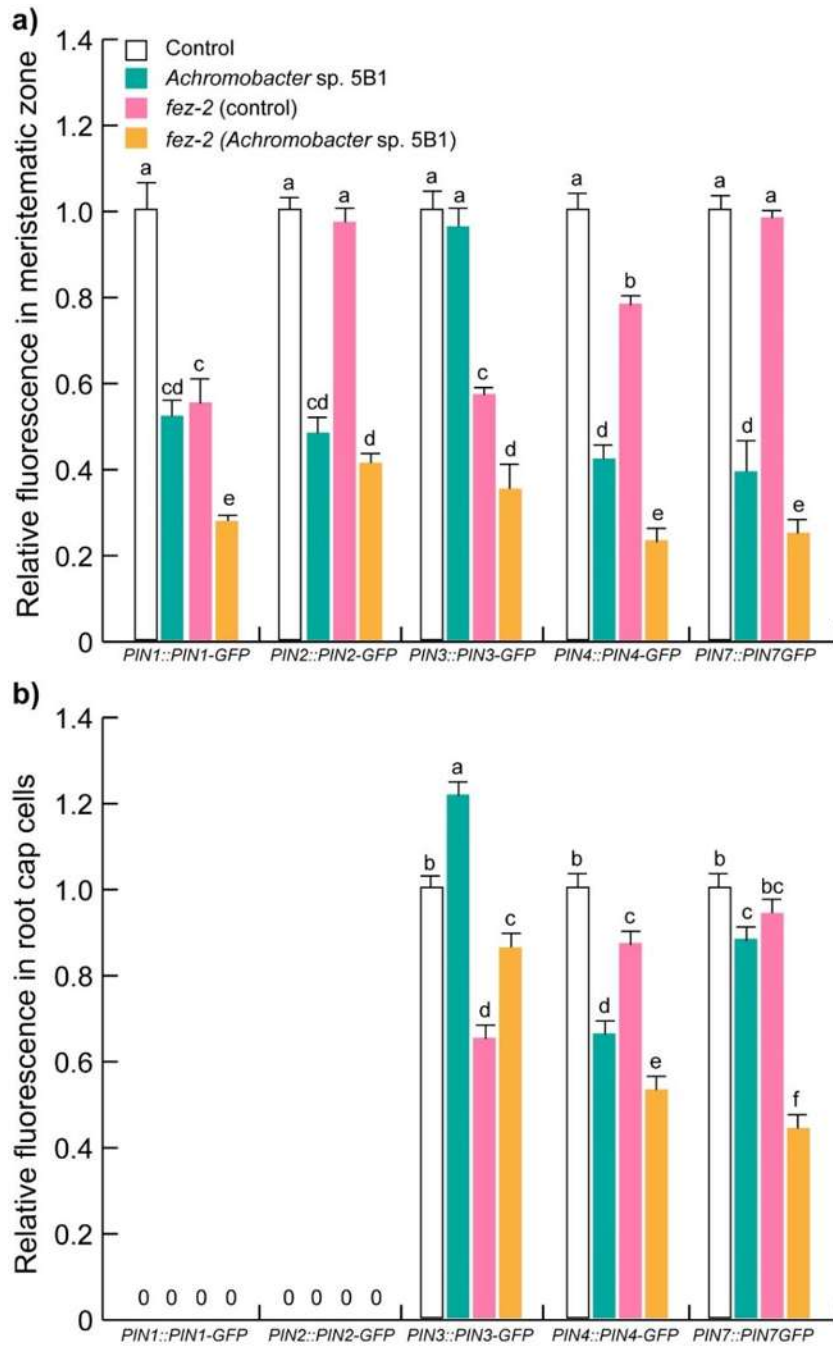 a)
Relative fluorescence in meristematic zone
1.4
1.2
1.0
0.8
0.6
0.4
0.2
0
Control
Achromobacter sp. 5B1
fez-2 (control)
fez-2 (Achromobacter sp. 5B1)
a cd c e
a cd a d
a a c d
a d b e
a d a e
PIN1::PIN1-GFP PIN2::PIN2-GFP PIN3::PIN3-GFP PIN4::PIN4-GFP PIN7::PIN7GFP
b)
Relative fluorescence in root cap cells
1.4
1.2
1.0
0.8
0.6
0.4
0.2
0
0 0 0 0
0 0 0 0
b a d c
b d c e
b c bc f
PIN1::PIN1-GFP PIN2::PIN2-GFP PIN3::PIN3-GFP PIN4::PIN4-GFP PIN7::PIN7GFP